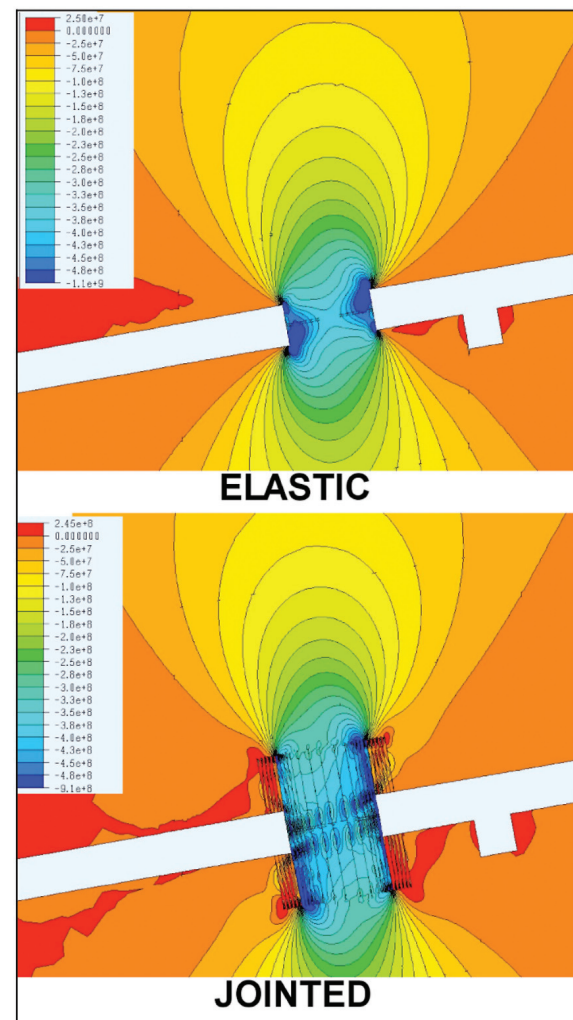 2.50e+7
0.000000
-2.5e+7
-5.0e+7
-7.5e+7
-1.0e+8
-1.3e+8
-1.5e+8
-1.8e+8
-2.0e+8
-2.3e+8
-2.5e+8
-2.8e+8
-3.0e+8
-3.3e+8
-3.5e+8
-3.8e+8
-4.0e+8
-4.3e+8
-4.5e+8
-4.8e+8
-1.1e+9
ELASTIC
2.45e+8
0.000000
-2.5e+7
-5.0e+7
-7.5e+7
-1.0e+8
-1.3e+8
-1.5e+8
-1.8e+8
-2.0e+8
-2.3e+8
-2.5e+8
-2.8e+8
-3.0e+8
-3.3e+8
-3.5e+8
-3.8e+8
-4.0e+8
-4.3e+8
-4.5e+8
-4.8e+8
-9.1e+8
JOINTED